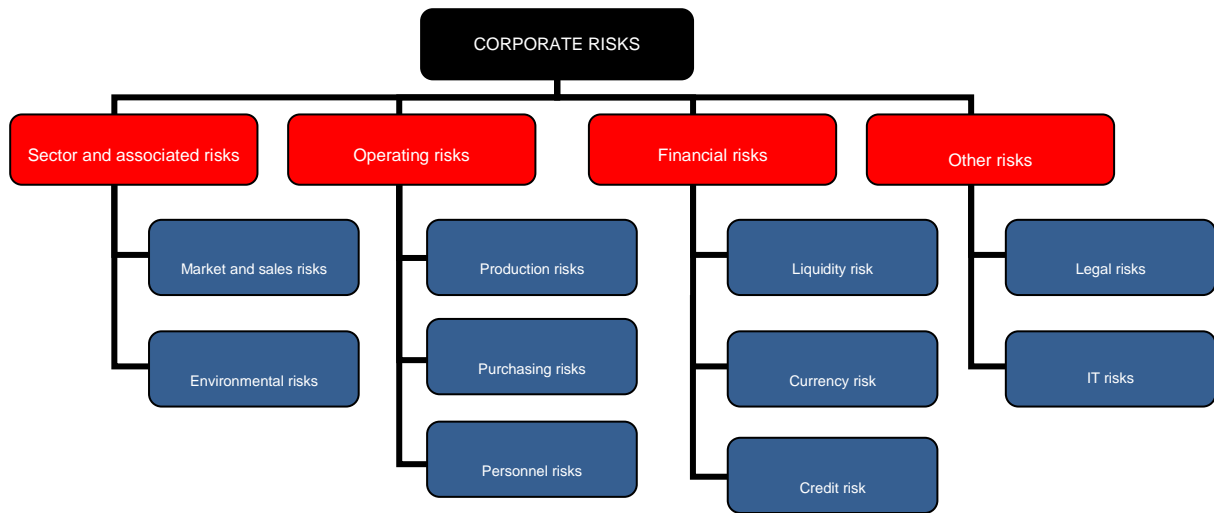 CORPORATE RISKS
Sector and associated risks
Operating risks
Financial risks
Other risks
Market and sales risks
Production risks
Liquidity risk
Legal risks
Environmental risks
Purchasing risks
Currency risk
IT risks
Personnel risks
Credit risk